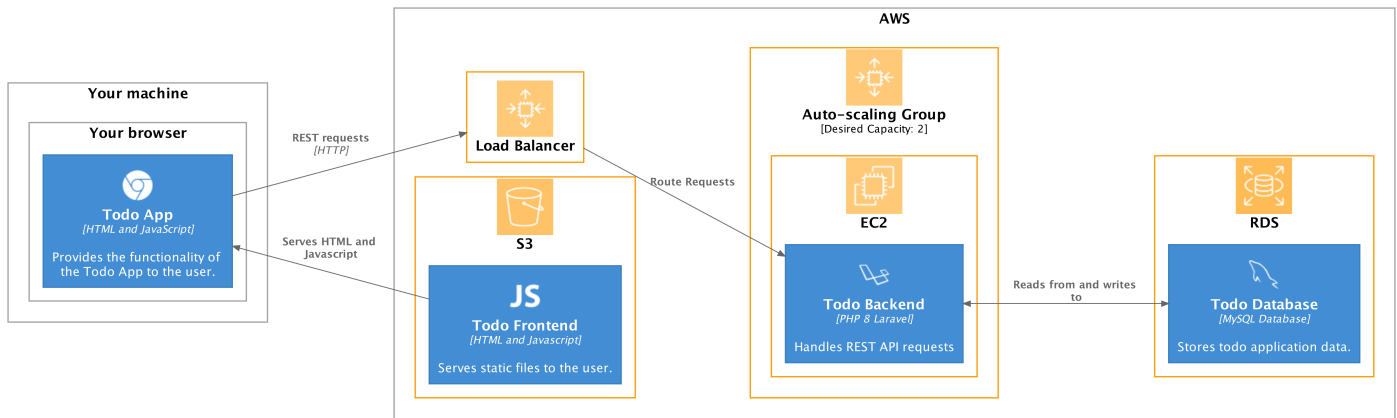 AWS
Your machine
Your browser
Todo App
[HTML and JavaScript]
Provides the functionality of
the Todo App to the user.
REST requests
[HTTP]
Serves HTML and
Javascript
Load Balancer
S3
JS
Todo Frontend
[HTML and Javascript]
Serves static files to the user.
Route Requests
Auto-scaling Group
[Desired Capacity: 2]
EC2
Todo Backend
[PHP 8 Laravel]
Handles REST API requests
Reads from and writes
to
RDS
Todo Database
[MySQL Database]
Stores todo application data.